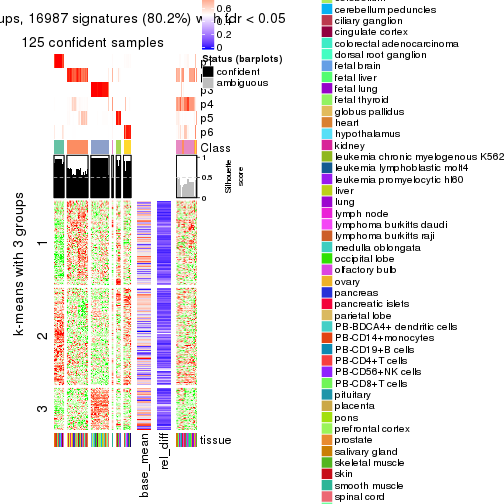 ups, 16987 signatures (80.2%) with fdr < 0.05
125 confident samples
0.6
0.4
0.2
0
p3
p4
p5
p6
Class
Status (barplots)
confident
ambiguous
1
0.5
0
Silhouette
score
k-means with 3 groups
1
2
3
tissue
base_mean
rel_diff
cerebellum peduncles
ciliary ganglion
cingulate cortex
colorectal adenocarcinoma
dorsal root ganglion
fetal brain
fetal liver
fetal lung
fetal thyroid
globus pallidus
heart
hypothalamus
kidney
leukemia chronic myelogenous K562
leukemia lymphoblastic molt4
leukemia promyelocytic hl60
liver
lung
lymph node
lymphoma burkitts daudi
lymphoma burkitts raji
medulla oblongata
occipital lobe
olfactory bulb
ovary
pancreas
pancreatic islets
parietal lobe
PB-BDCA4+ dendritic cells
PB-CD14+monocytes
PB-CD19+B cells
PB-CD4+T cells
PB-CD56+NK cells
PB-CD8+T cells
pituitary
placenta
pons
prefrontal cortex
prostate
salivary gland
skeletal muscle
skin
smooth muscle
spinal cord